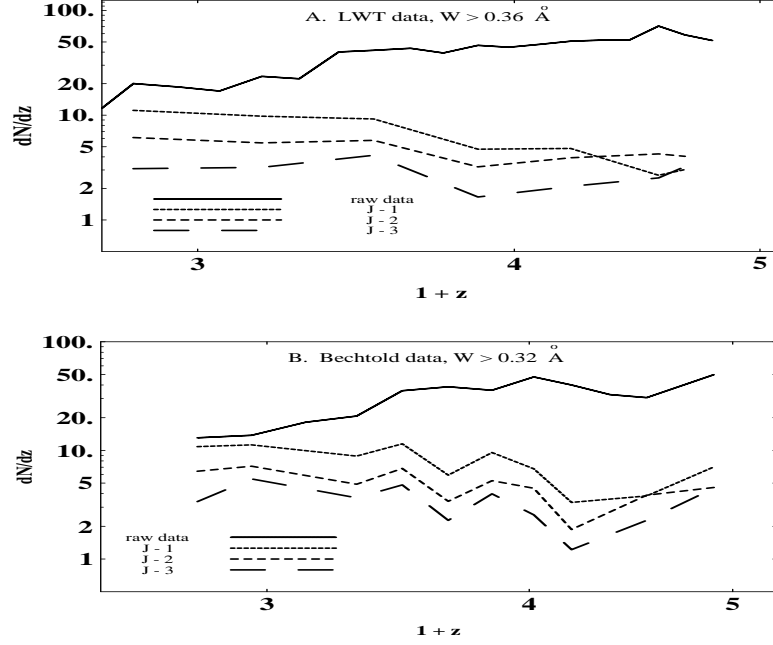 A. LWT data, W > 0.36 Å
100.
50.
10.
5
2
1
dN/dz
raw data
J - 1
J - 2
J - 3
3 4 5
1 + z
B. Bechtold data, W > 0.32 Å
100.
50.
10.
5
2
1
dN/dz
raw data
J - 1
J - 2
J - 3
3 4 5
1 + z